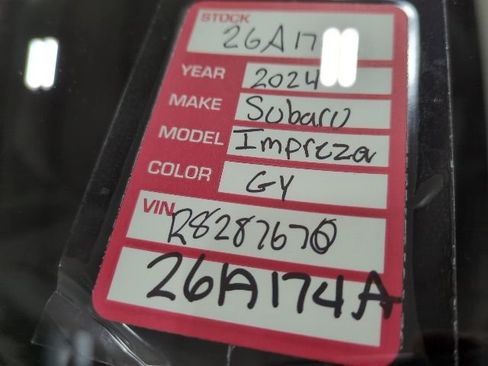 STOCK
26A17
YEAR 2024
MAKE Subaru
MODEL Impreza
COLOR GY
VIN R8287670
26A174A